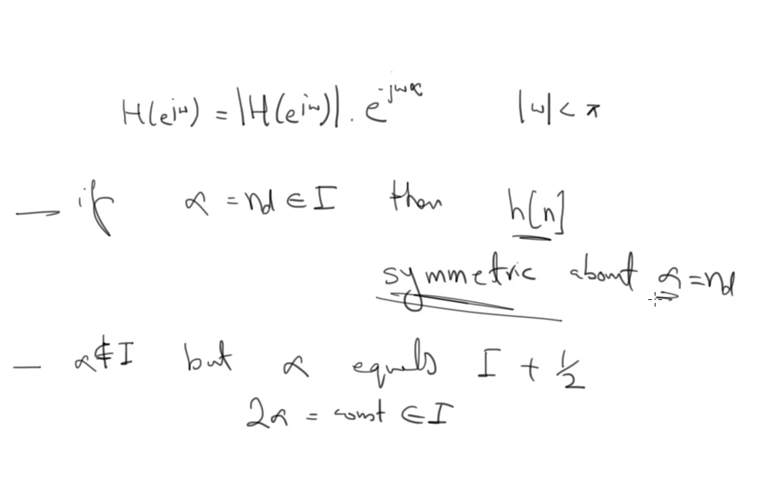 H(e^jω) = |H(e^jω)| . e^-jωα |ω| < π
— if α = nd ∈ I then h[n]
symmetric about α = nd
— α ∉ I but α equals I + 1/2
2α = const ∈ I